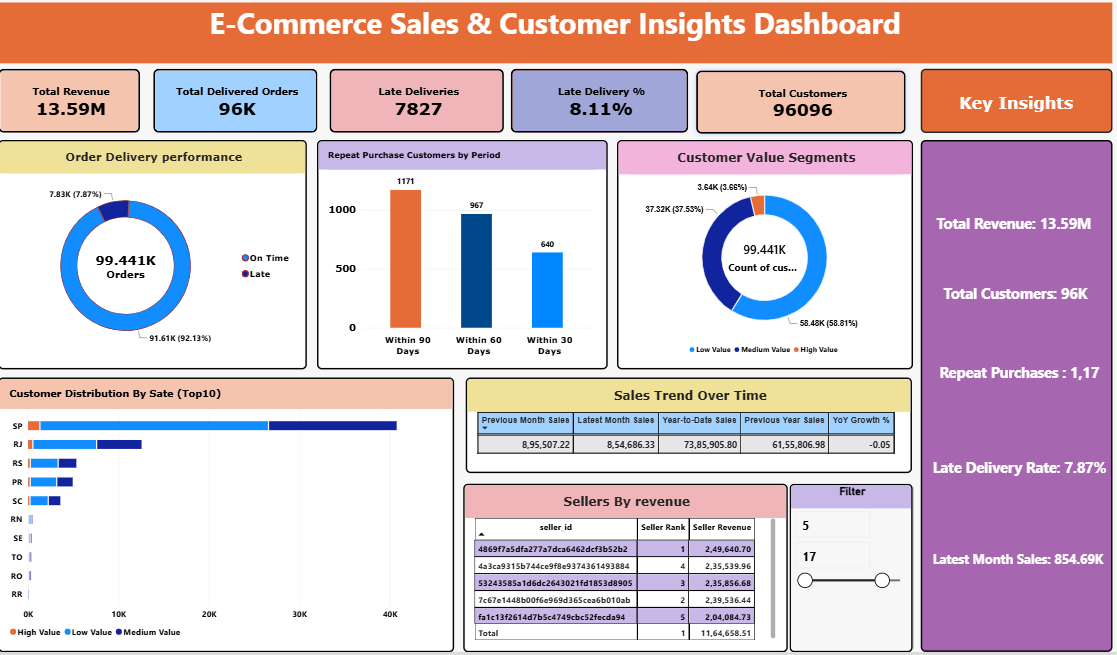 E-Commerce Sales & Customer Insights Dashboard
Total Revenue
13.59M
Total Delivered Orders
96K
Late Deliveries
7827
Late Delivery %
8.11%
Total Customers
96096
Key Insights
Order Delivery performance
7.83K (7.87%)
99.441K
Orders
91.61K (92.13%)
On Time
Late
Repeat Purchase Customers by Period
1171
967
640
1000
500
0
Within 90 Days
Within 60 Days
Within 30 Days
Customer Value Segments
3.64K (3.66%)
37.32K (37.53%)
99.441K
Count of cus...
58.48K (58.81%)
Low Value Medium Value High Value
Total Revenue: 13.59M
Total Customers: 96K
Repeat Purchases : 1,17
Late Delivery Rate: 7.87%
Latest Month Sales: 854.69K
Customer Distribution By Sate (Top10)
SP
RJ
RS
PR
SC
RN
SE
TO
RO
RR
0K 10K 20K 30K 40K
High Value Low Value Medium Value
Sales Trend Over Time
Previous Month Sales Latest Month Sales Year-to-Date Sales Previous Year Sales YoY Growth %
8,95,507.22 8,54,686.33 73,85,905.80 61,55,806.98 -0.05
Sellers By revenue
seller_id Seller Rank Seller Revenue
4869f7a5dfa277a7dca6462dcf3b52b2 1 2,49,640.70
4a3ca9315b744ce9f8e9374361493884 4 2,35,539.96
53243585a1d6dc2643021fd1853d8905 3 2,35,856.68
7c67e1448b00f6e969d365cea6b010ab 2 2,39,536.44
fa1c13f2614d7b5c4749cbc52fecda94 5 2,04,084.73
Total 1 11,64,658.51
Filter
5
17